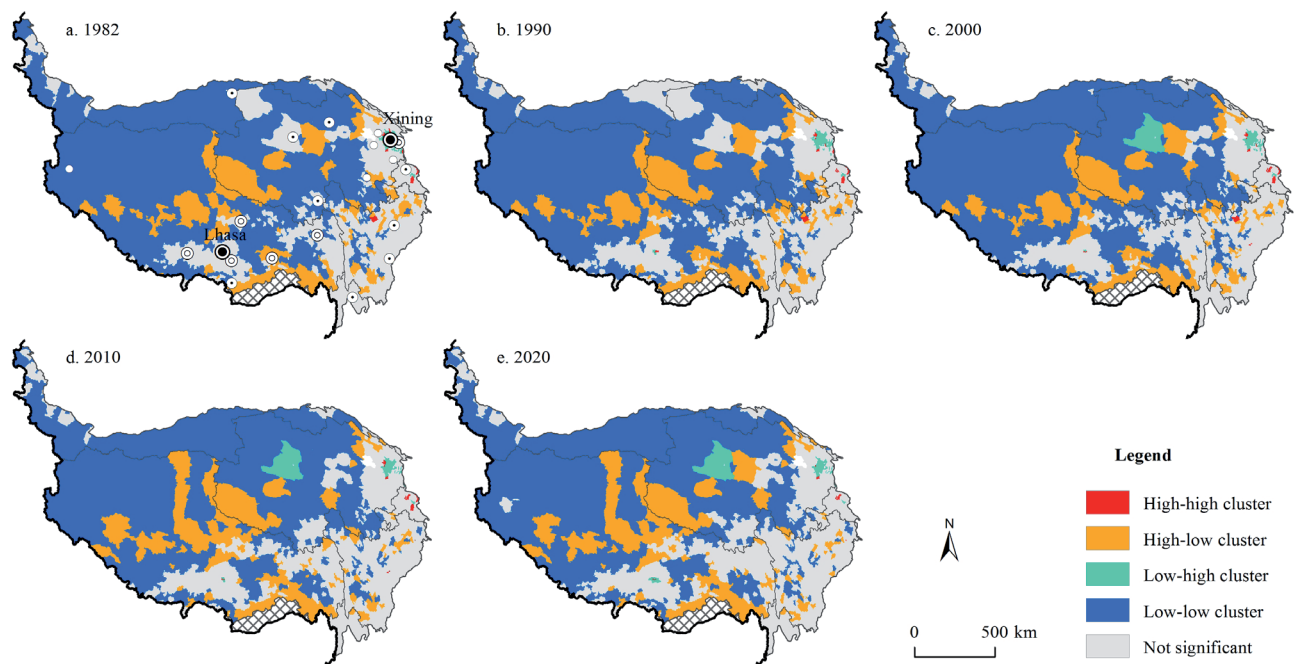 a. 1982
b. 1990
c. 2000
Xining
Lhasa
d. 2010
e. 2020
Legend
High-high cluster
High-low cluster
Low-high cluster
Low-low cluster
Not significant
N
0 500 km